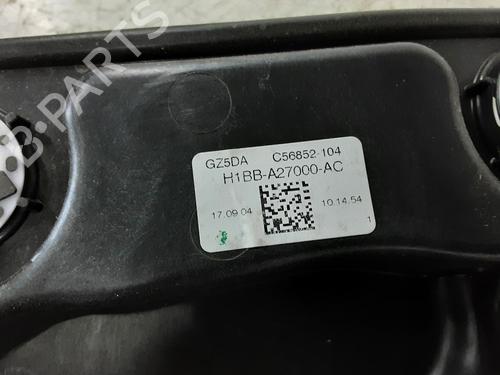 B-PARTS
GZ5DA C56852-104
H1BB-A27000-AC
17.09.04 10.14.54
1